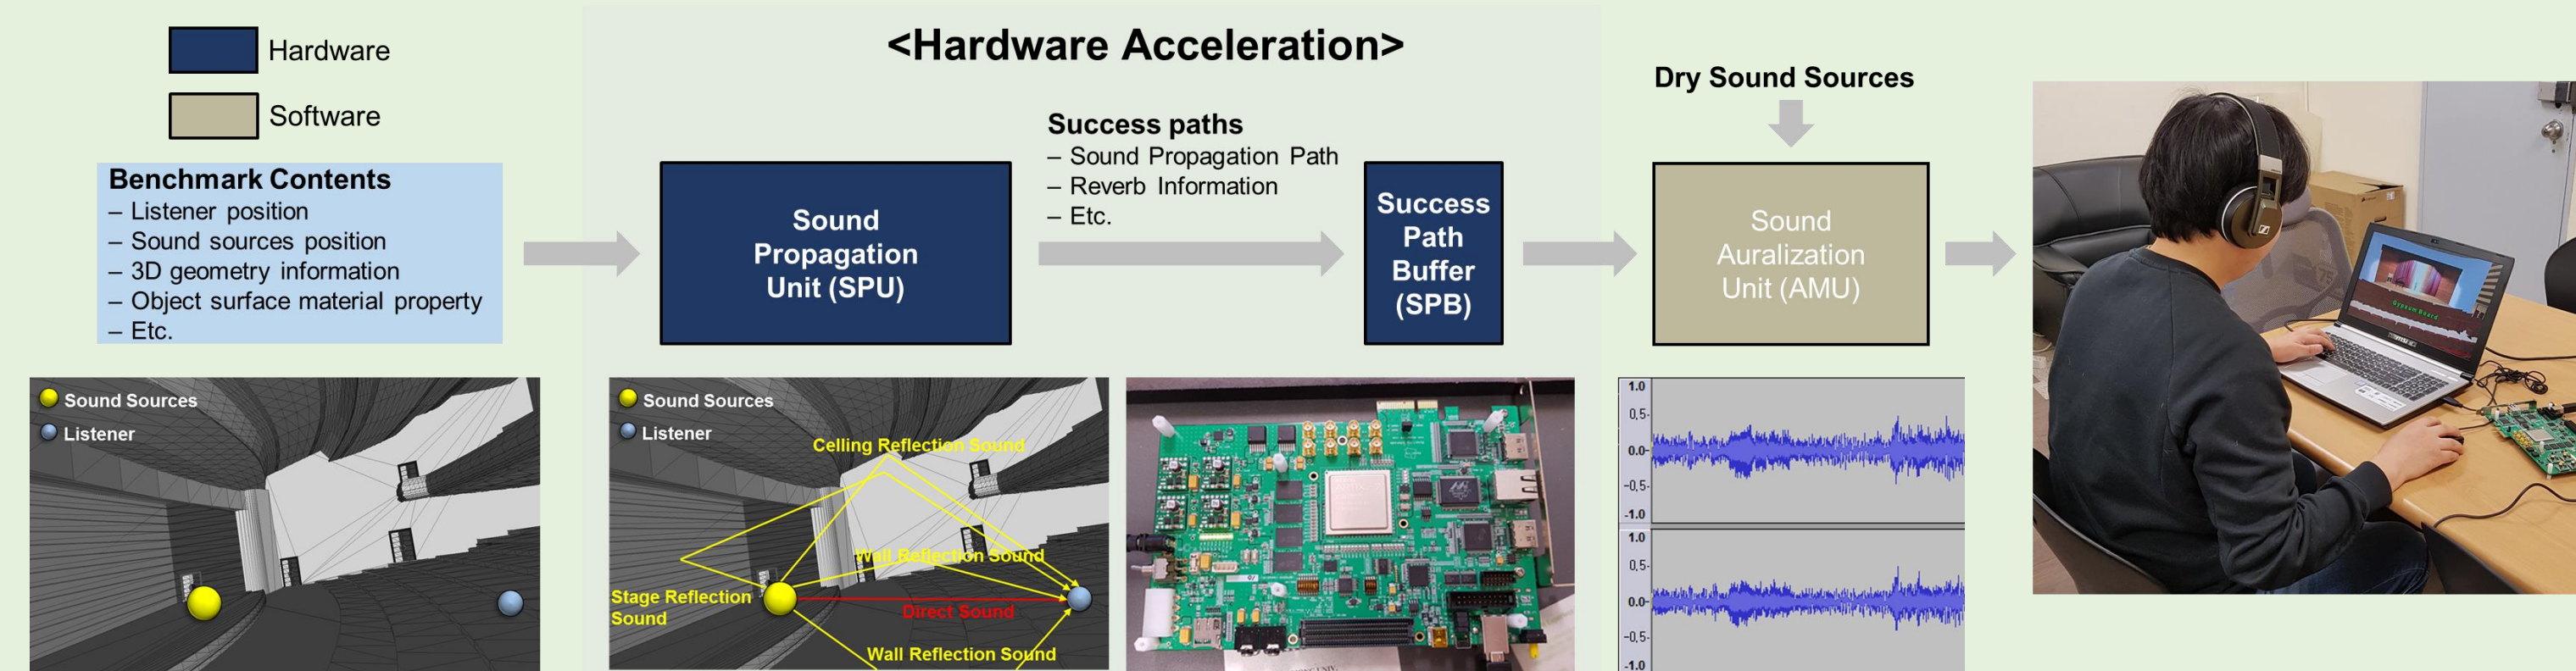 Hardware
Software
Benchmark Contents
– Listener position
– Sound sources position
– 3D geometry information
– Object surface material property
– Etc.
<Hardware Acceleration>
Sound
Propagation
Unit (SPU)
Success paths
– Sound Propagation Path
– Reverb Information
– Etc.
Success
Path
Buffer
(SPB)
Dry Sound Sources
Sound
Auralization
Unit (AMU)
Sound Sources
Listener
Sound Sources
Listener
Celling Reflection Sound
Wall Reflection Sound
Stage Reflection
Sound
Direct Sound
Wall Reflection Sound
1.0
0.5-
0.0-
-0.5-
-1.0
1.0
0.5-
0.0-
-0.5-
-1.0
Gypsum Board
75